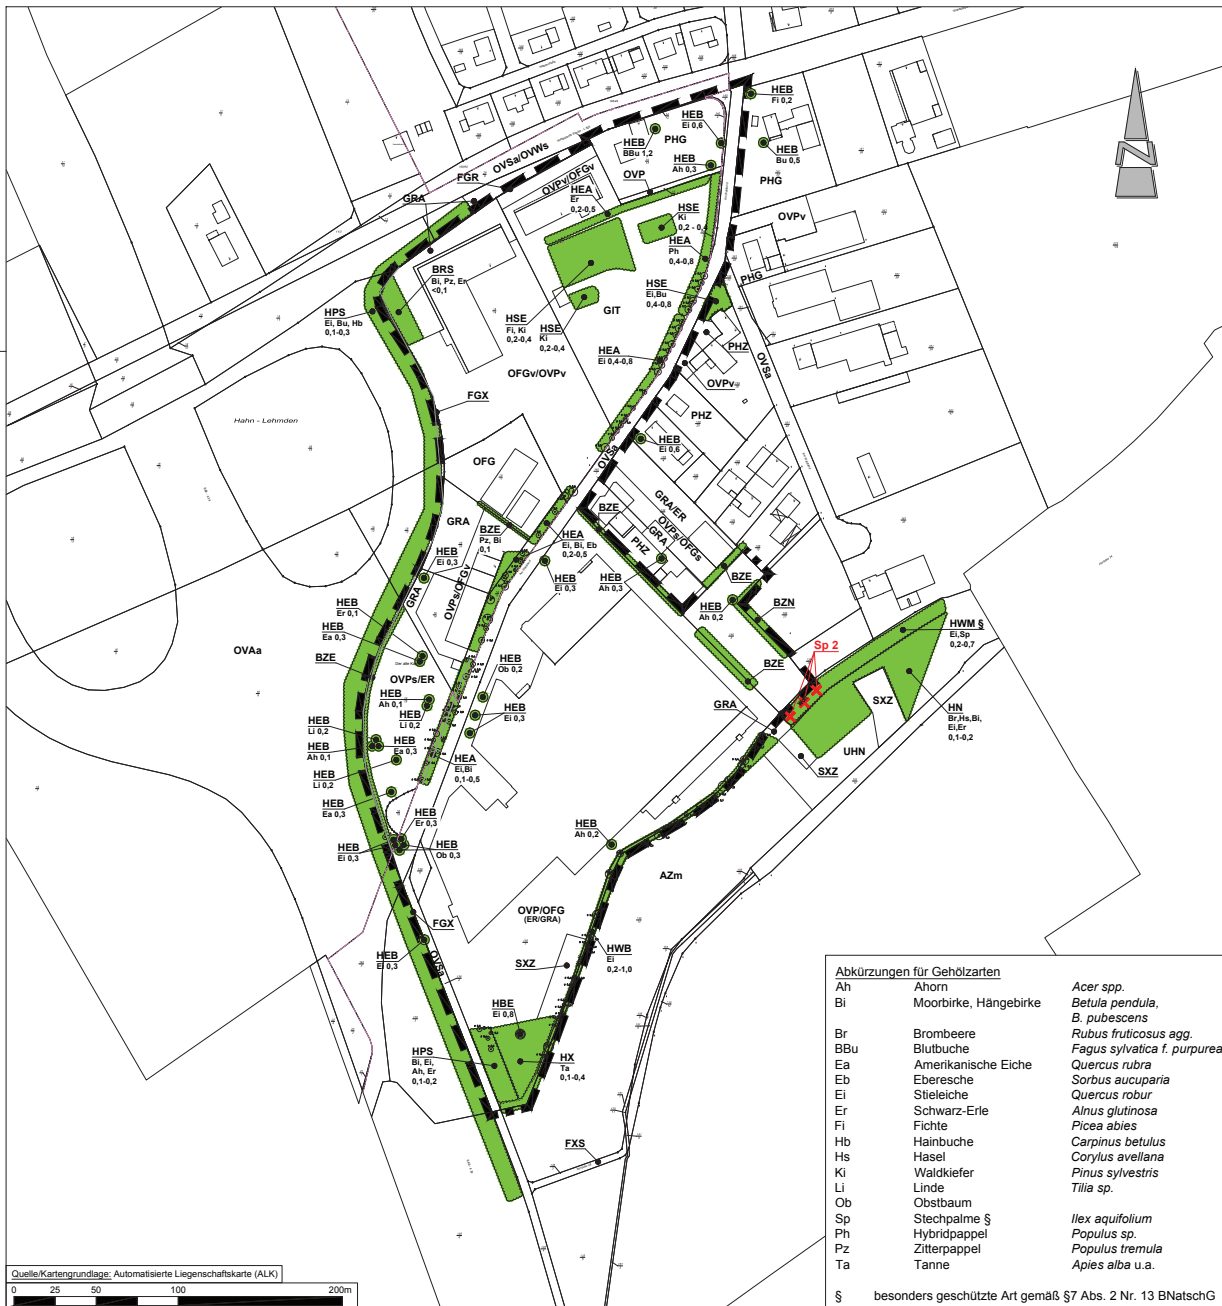 HEB
Fi 0,2
HEB
Ei 0,6
HEB
BBu 1,2
PHG
HEB
Bu 0,5
PHG
HEB
Ah 0,3
OVSa/OVWs
FGR
OVPv/OFGv
OVP
GRA
HEA
Er
0,2-0,5
HSE
Ki
0,2 - 0,4
OVPv
HEA
Ph
0,4-0,8
PHG
BRS
Bi, Pz, Er
<0,1
HSE
Ei,Bu
0,4-0,8
HPS
Ei, Bu, Hb
0,1-0,3
HSE
Fi, Ki
0,2-0,4
HSE
Ki
0,2-0,4
GIT
PHZ
HEA
Ei 0,4-0,8
OVSa
OVPv
OFGv/OVPv
FGX
Hahn - Lehmden
PHZ
HEB
Ei 0,6
OVSa
OFG
GRA/ER
OVPs/OFGs
GRA
BZE
PHZ
GRA
BZE
Pz, Bi
0,1
HEA
Ei, Bi, Eb
0,2-0,5
HEB
Ei 0,3
HEB
Ei 0,3
HEB
Ah 0,3
BZE
GRA
OVPs/OFGv
HEB
Er 0,1
HEB
Ah 0,2
BZN
HWM §
Ei,Sp
0,2-0,7
HEB
Ea 0,3
Sp 2
OVAa
BZE
OVPs/ER
HEB
Ob 0,2
BZE
HEB
Ah 0,1
HEB
Li 0,2
HEB
Ei 0,3
SXZ
HN
Br,Hs,Bi,
Ei,Er
0,1-0,2
GRA
HEB
Li 0,2
HEB
Ah 0,1
HEB
Ea 0,3
HEA
Ei,Bi
0,1-0,5
UHN
SXZ
HEB
Li 0,2
HEB
Ea 0,3
HEB
Er 0,3
HEB
Ei 0,3
HEB
Ob 0,3
HEB
Ah 0,2
AZm
OVP/OFG
(ER/GRA)
FGX
HEB
Ei 0,3
OVSa
SXZ
HWB
Ei
0,2-1,0
HBE
Ei 0,8
HPS
Bi, Ei,
Ah, Er
0,1-0,2
HX
Ta
0,1-0,4
FXS
Abkürzungen für Gehölzarten
Ah Ahorn Acer spp.
Bi Moorbirke, Hängebirke Betula pendula,
B. pubescens
Br Brombeere Rubus fruticosus agg.
BBu Blutbuche Fagus sylvatica f. purpurea
Ea Amerikanische Eiche Quercus rubra
Eb Eberesche Sorbus aucuparia
Ei Stieleiche Quercus robur
Er Schwarz-Erle Alnus glutinosa
Fi Fichte Picea abies
Hb Hainbuche Carpinus betulus
Hs Hasel Corylus avellana
Ki Waldkiefer Pinus sylvestris
Li Linde Tilia sp.
Ob Obstbaum
Sp Stechpalme § Ilex aquifolium
Ph Hybridpappel Populus sp.
Pz Zitterpappel Populus tremula
Ta Tanne Apies alba u.a.
§ besonders geschützte Art gemäß §7 Abs. 2 Nr. 13 BNatschG
Quelle/Kartengrundlage: Automatisierte Liegenschaftskarte (ALK)
0 25 50 100 200m